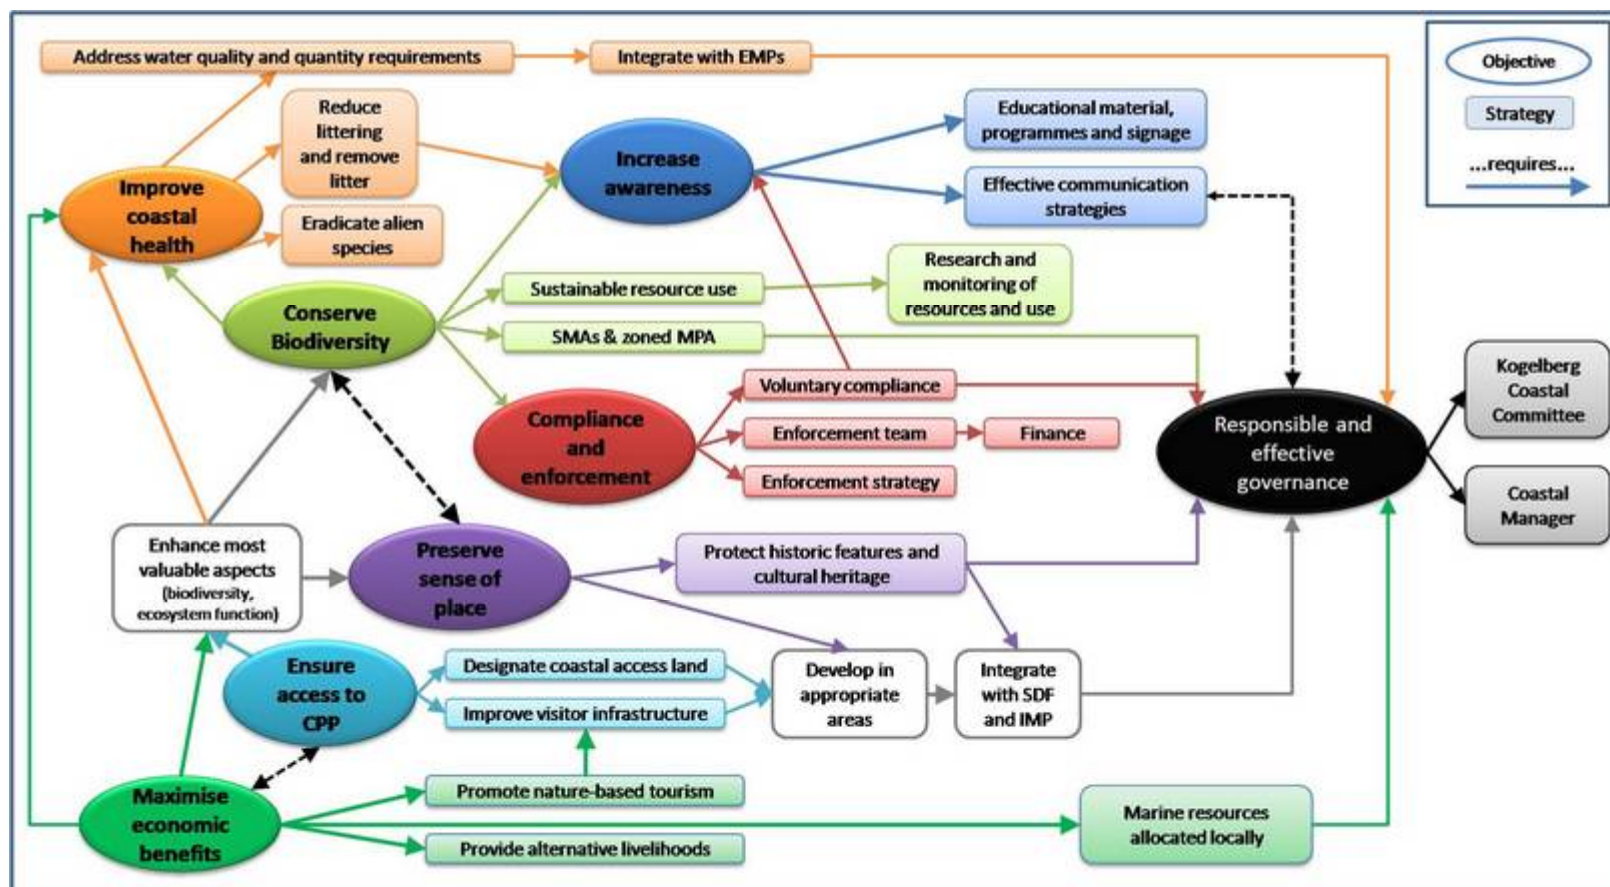 Address water quality and quantity requirements
Integrate with EMPs
Objective
Strategy
...requires...
Reduce
littering
and remove
litter
Increase
awareness
Educational material,
programmes and signage
Improve
coastal
health
Effective communication
strategies
Eradicate alien
species
Conserve
Biodiversity
Sustainable resource use
Research and
monitoring of
resources and use
SMAs & zoned MPA
Compliance
and
enforcement
Voluntary compliance
Enforcement team
Finance
Enforcement strategy
Responsible and
effective
governance
Kogelberg
Coastal
Committee
Coastal
Manager
Enhance most
valuable aspects
(biodiversity,
ecosystem function)
Preserve
sense of
place
Protect historic features and
cultural heritage
Ensure
access to
CPP
Designate coastal access land
Improve visitor infrastructure
Develop in
appropriate
areas
Integrate
with SDF
and IMP
Maximise
economic
benefits
Promote nature-based tourism
Provide alternative livelihoods
Marine resources
allocated locally